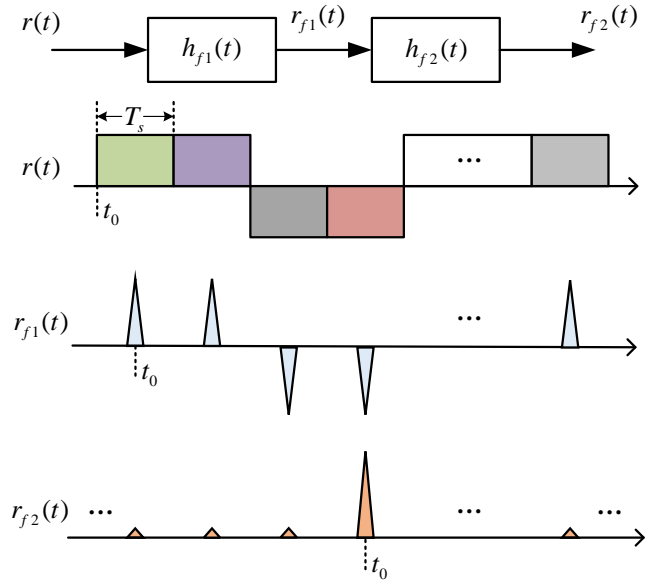 r(t) h_{f1}(t) r_{f1}(t) h_{f2}(t) r_{f2}(t)
T_s
r(t) ...
t_0
r_{f1}(t) ...
t_0
r_{f2}(t) ... ... ...
t_0